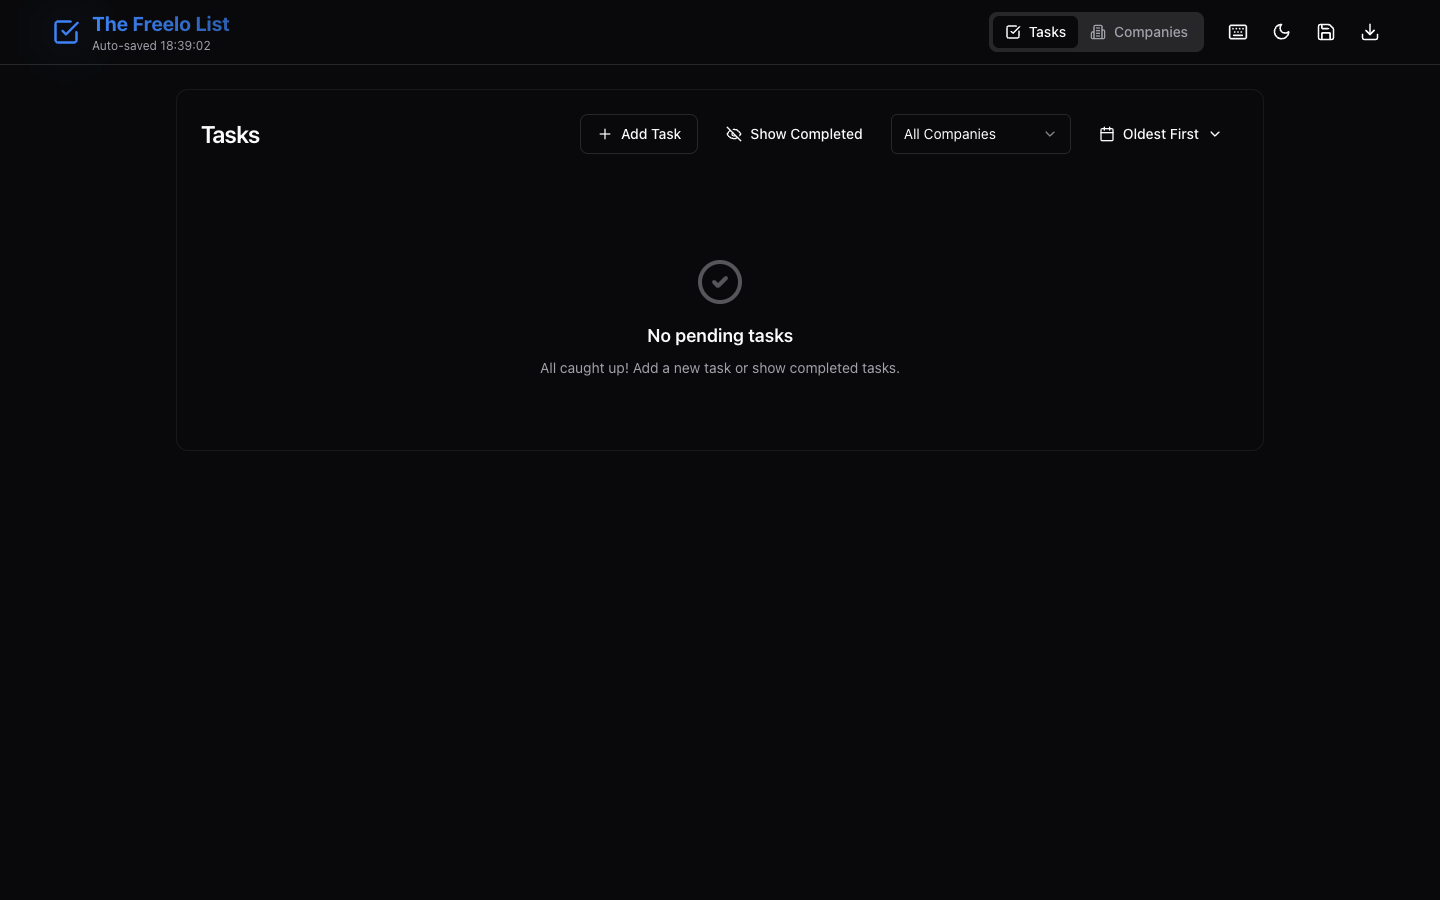 The Freelo List
Auto-saved 18:39:02
Tasks
Companies
Tasks
Add Task
Show Completed
All Companies
Oldest First
No pending tasks
All caught up! Add a new task or show completed tasks.